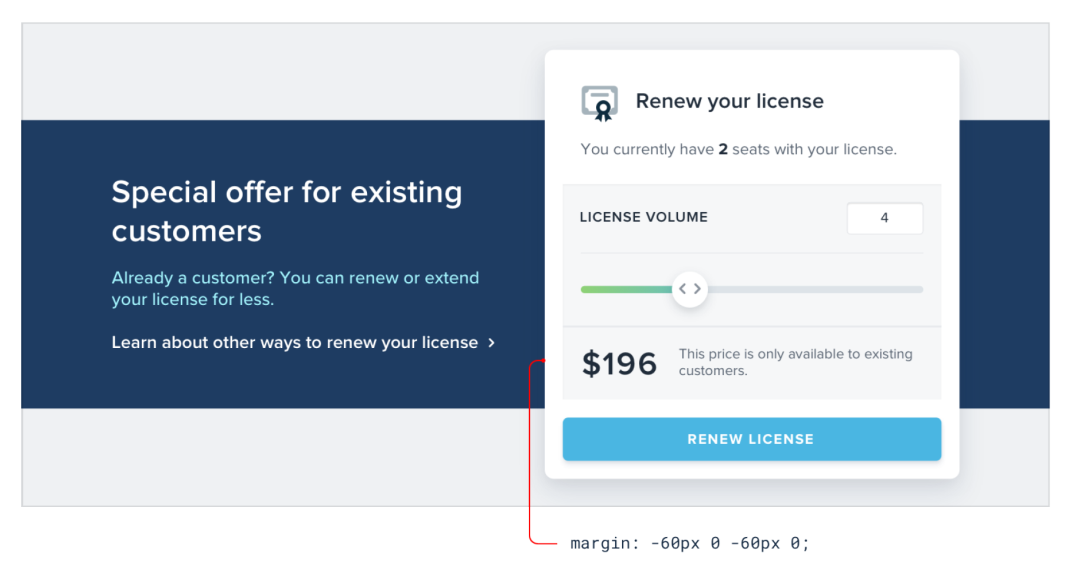 Special offer for existing
customers
Already a customer? You can renew or extend
your license for less.
Learn about other ways to renew your license >
Renew your license
You currently have 2 seats with your license.
LICENSE VOLUME
4
< >
$196
This price is only available to existing
customers.
RENEW LICENSE
margin: -60px 0 -60px 0;